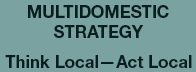 MULTIDOMESTIC
STRATEGY
Think Local—Act Local